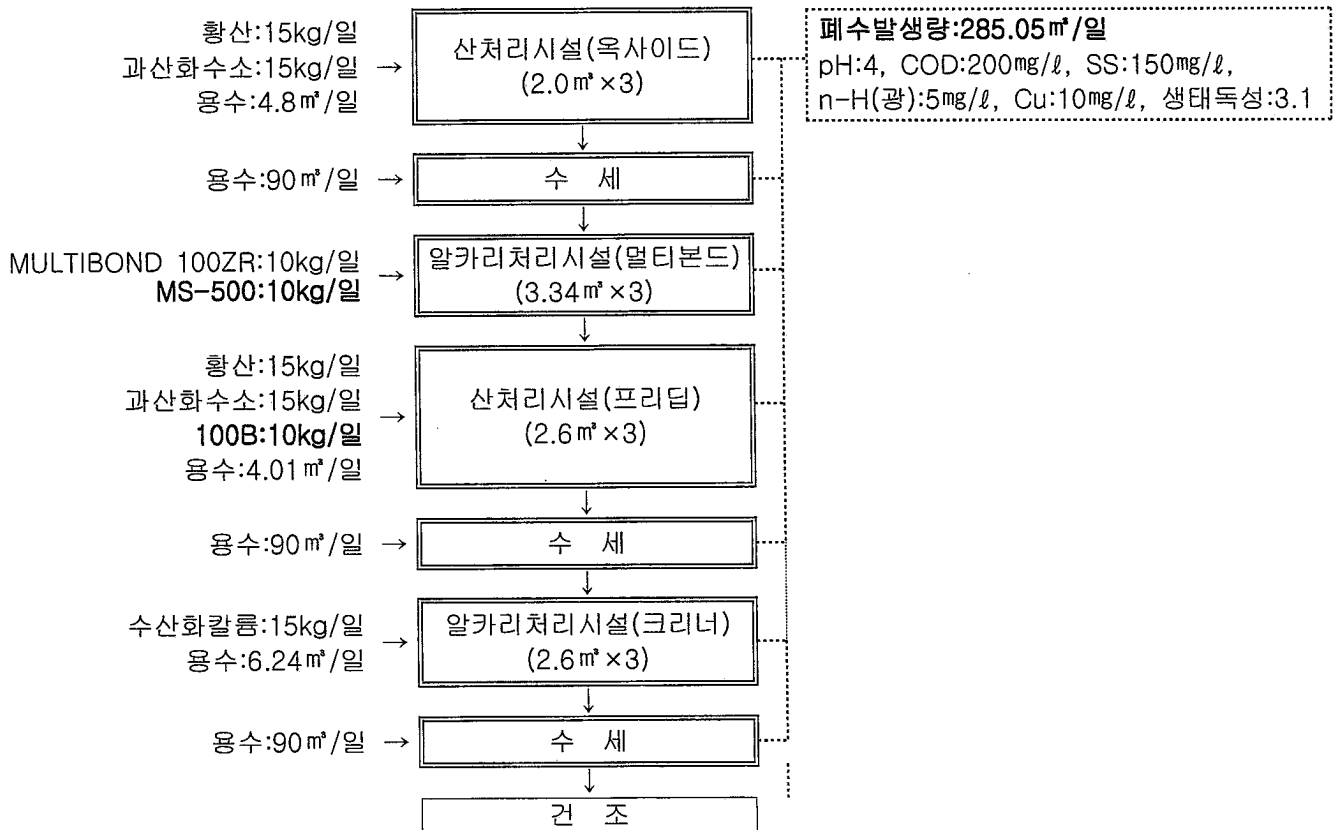 황산:15kg/일
과산화수소:15kg/일 →
용수:4.8㎥/일
산처리시설(옥사이드)
(2.0㎥×3)
폐수발생량:285.05㎥/일
pH:4, COD:200㎎/ℓ, SS:150㎎/ℓ,
n-H(광):5㎎/ℓ, Cu:10㎎/ℓ, 생태독성:3.1
↓
용수:90㎥/일 →
수 세
↓
MULTIBOND 100ZR:10kg/일
MS-500:10kg/일
→
알카리처리시설(멀티본드)
(3.34㎥×3)
↓
황산:15kg/일
과산화수소:15kg/일
100B:10kg/일
용수:4.01㎥/일
→
산처리시설(프리딥)
(2.6㎥×3)
↓
용수:90㎥/일 →
수 세
↓
수산화칼륨:15kg/일
용수:6.24㎥/일
→
알카리처리시설(크리너)
(2.6㎥×3)
↓
용수:90㎥/일 →
수 세
↓
건 조